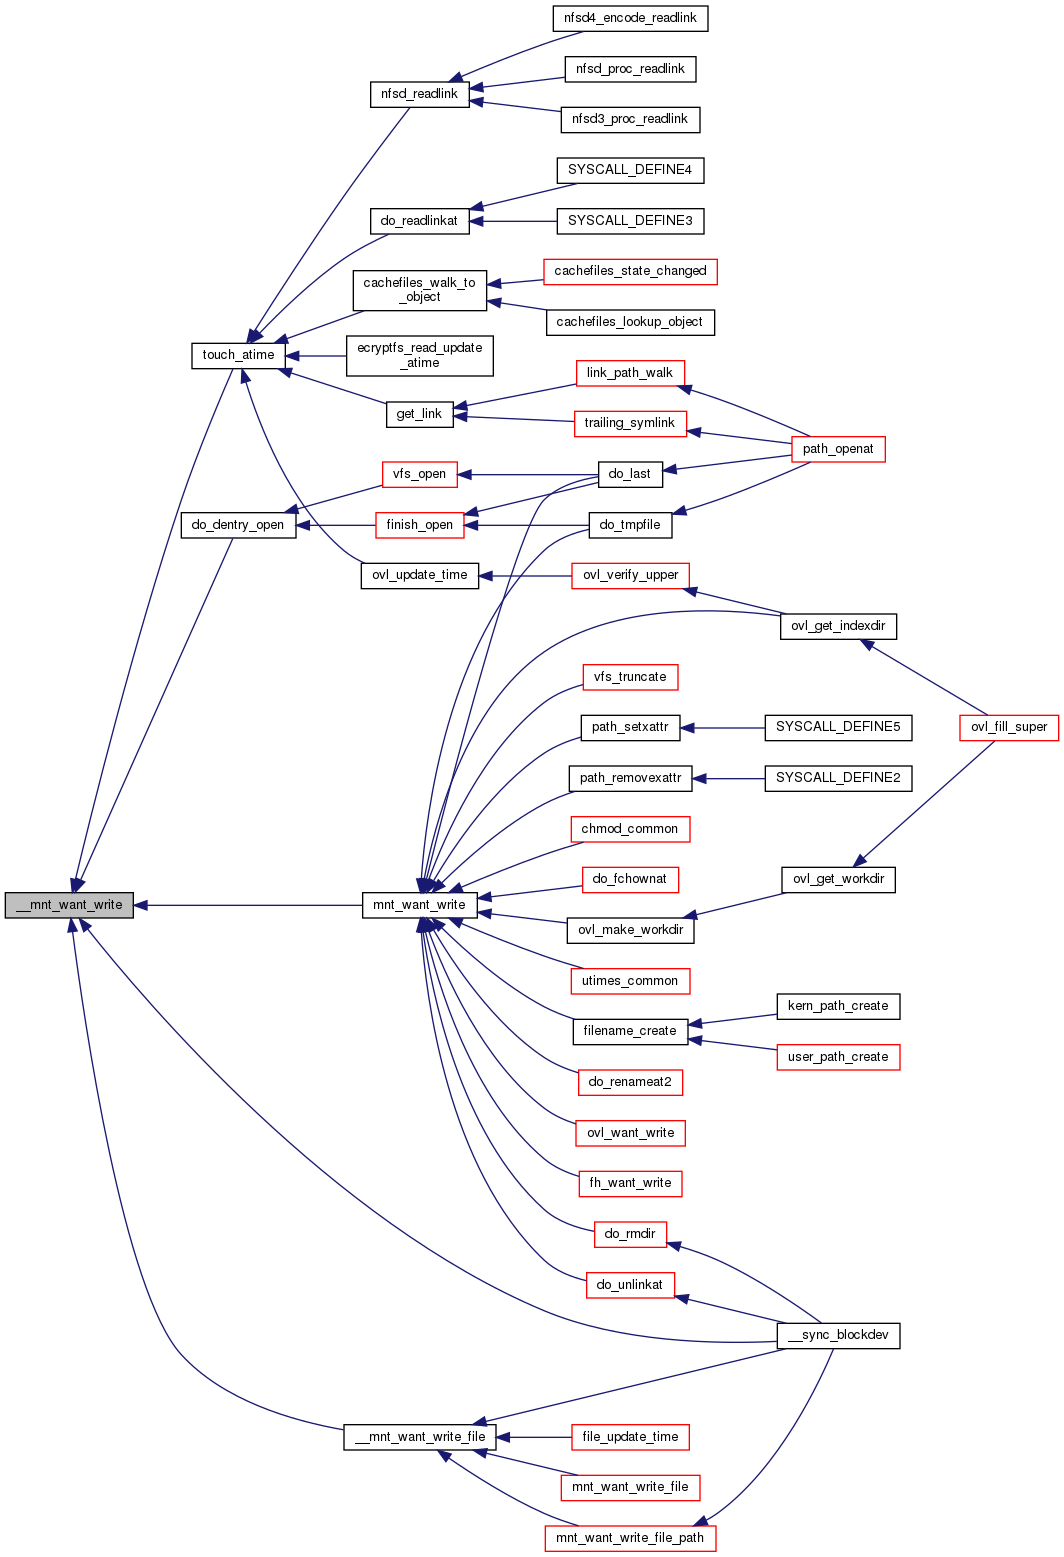 nfsd4_encode_readlink
nfsd_proc_readlink
nfsd_readlink
nfsd3_proc_readlink
SYSCALL_DEFINE4
do_readlinkat
SYSCALL_DEFINE3
cachefiles_state_changed
cachefiles_walk_to
_object
cachefiles_lookup_object
touch_atime
ecryptfs_read_update
_atime
link_path_walk
get_link
trailing_symlink
path_openat
vfs_open
do_last
do_dentry_open
finish_open
do_tmpfile
ovl_update_time
ovl_verify_upper
ovl_get_indexdir
vfs_truncate
path_setxattr
SYSCALL_DEFINE5
ovl_fill_super
path_removexattr
SYSCALL_DEFINE2
chmod_common
do_fchownat
ovl_get_workdir
__mnt_want_write
mnt_want_write
ovl_make_workdir
utimes_common
kern_path_create
filename_create
user_path_create
do_renameat2
ovl_want_write
fh_want_write
do_rmdir
do_unlinkat
__sync_blockdev
__mnt_want_write_file
file_update_time
mnt_want_write_file
mnt_want_write_file_path